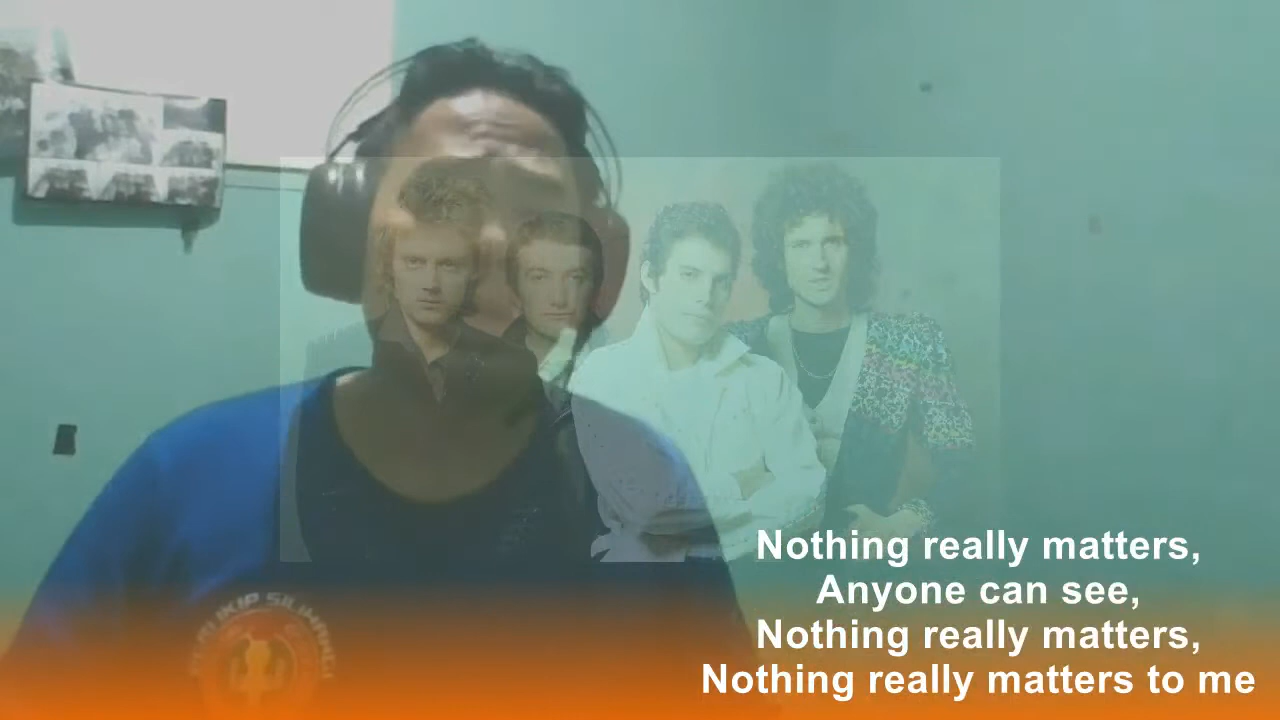 Nothing really matters,
Anyone can see,
Nothing really matters,
Nothing really matters to me